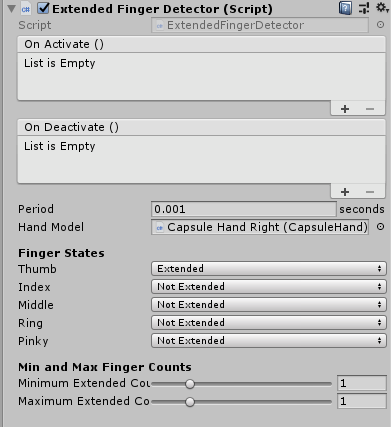 Extended Finger Detector (Script)
Script ExtendedFingerDetector
On Activate ()
List is Empty
+ −
On Deactivate ()
List is Empty
+ −
Period 0.001 seconds
Hand Model Capsule Hand Right (CapsuleHand)
Finger States
Thumb Extended
Index Not Extended
Middle Not Extended
Ring Not Extended
Pinky Not Extended
Min and Max Finger Counts
Minimum Extended Cou 1
Maximum Extended Co 1